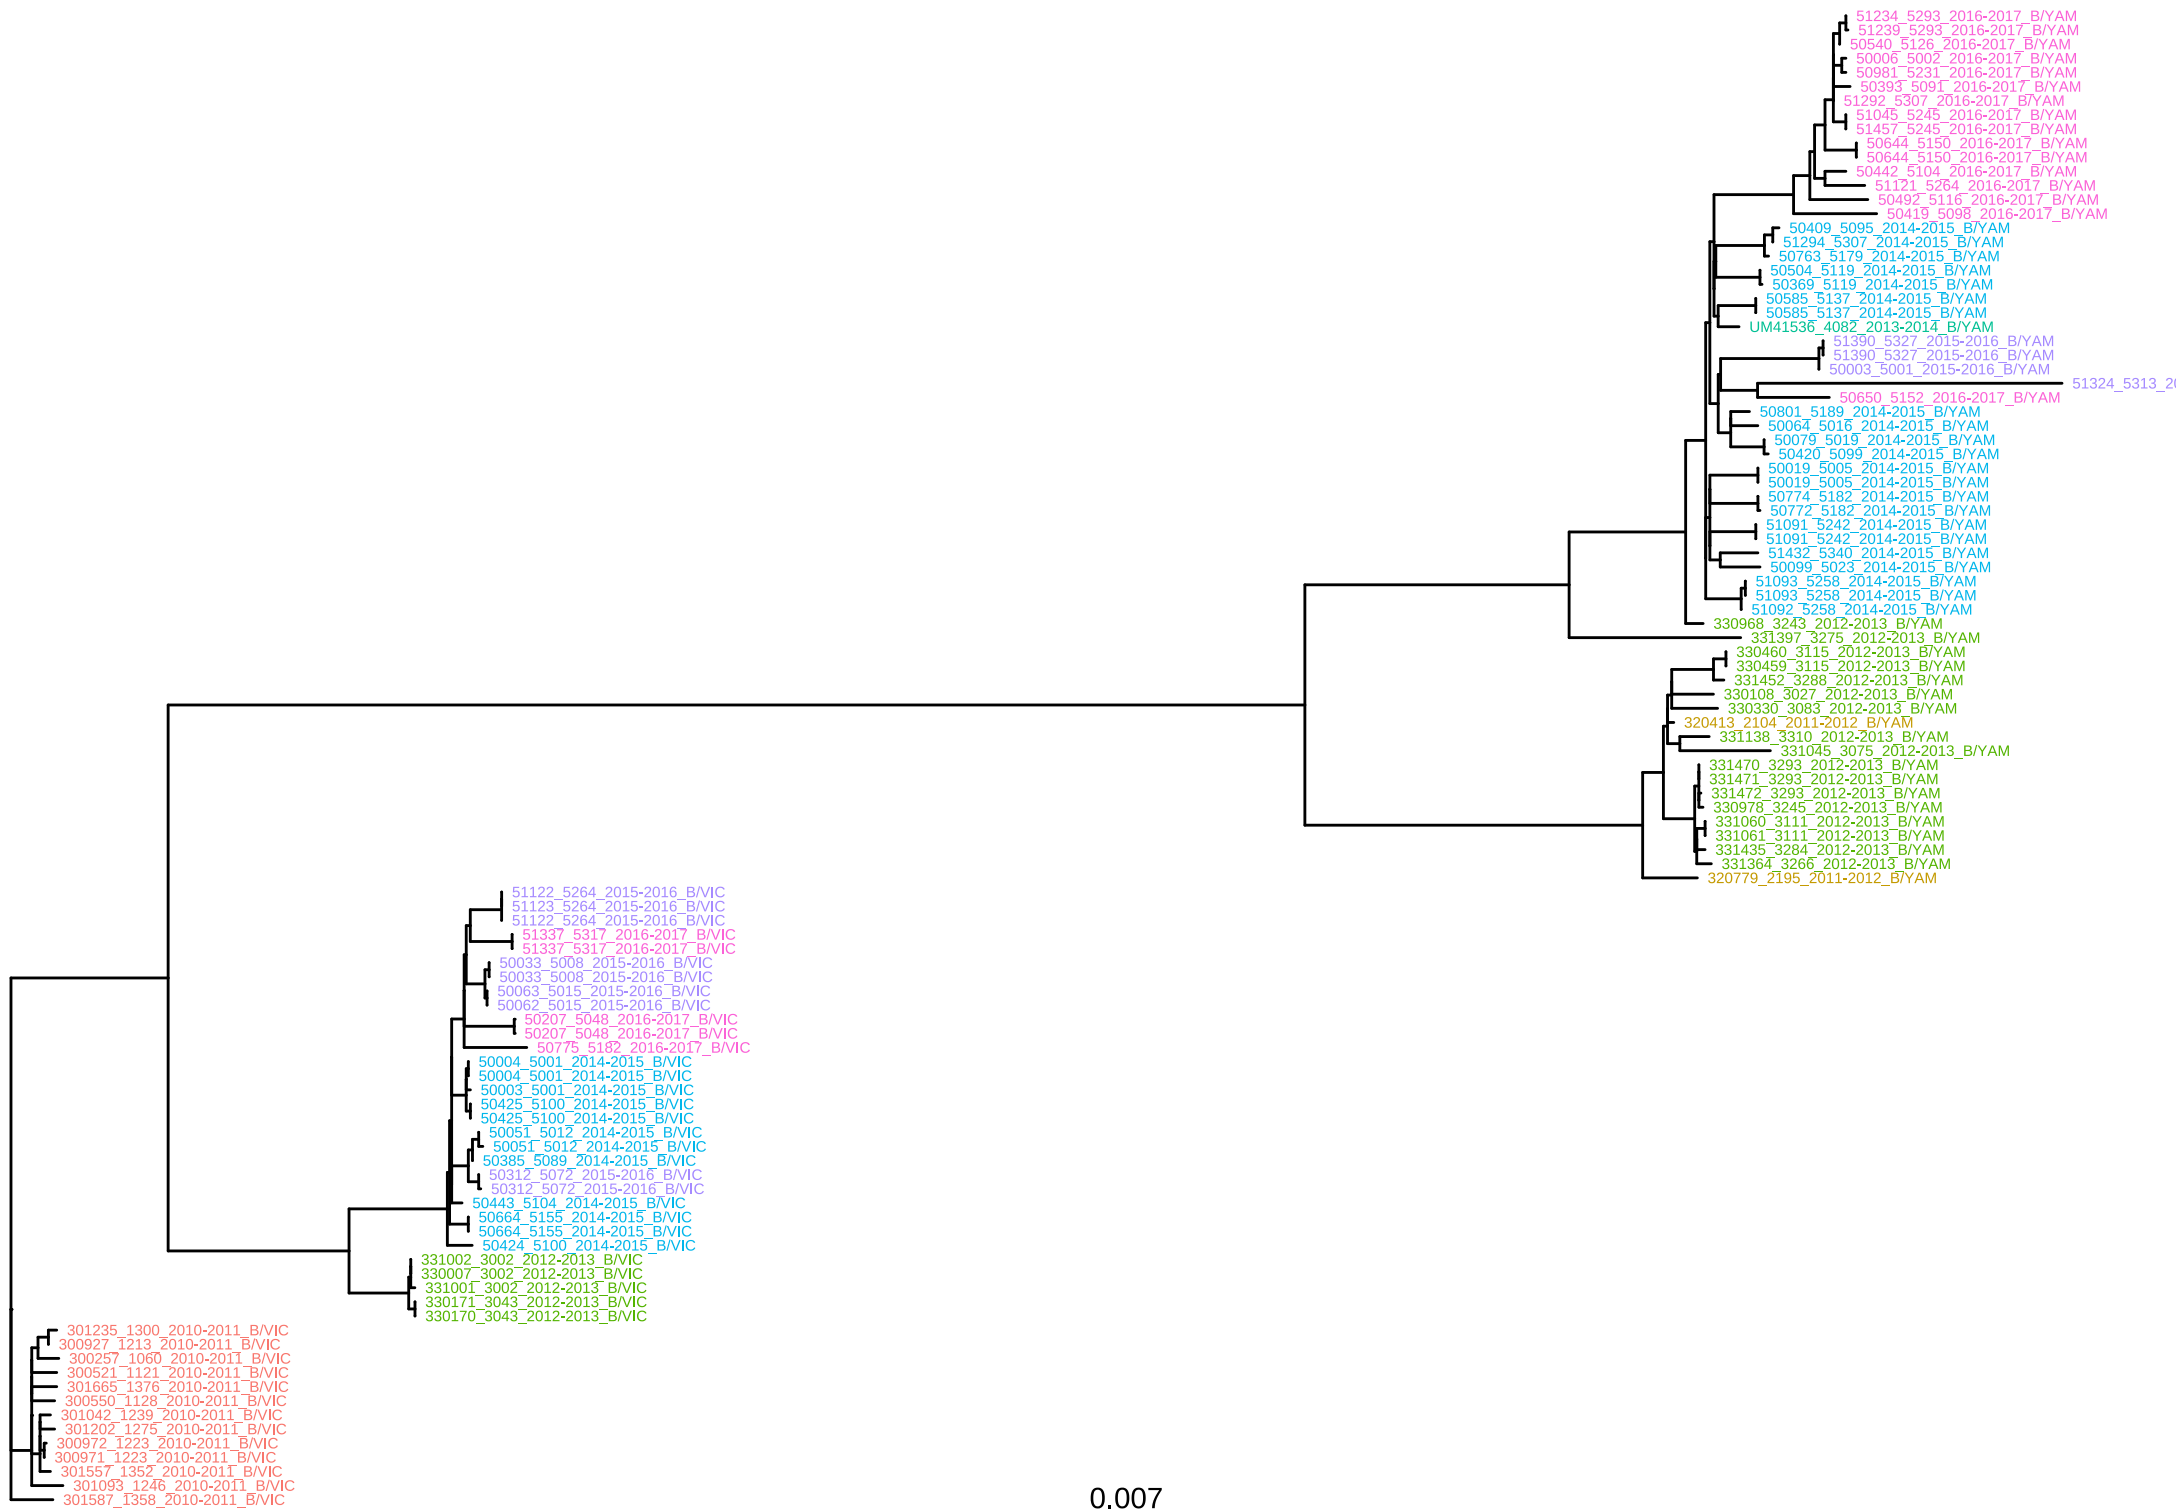 51234_5293_2016-2017_B/YAM
51239_5293_2016-2017_B/YAM
50540_5126_2016-2017_B/YAM
50006_5002_2016-2017_B/YAM
50981_5231_2016-2017_B/YAM
50393_5091_2016-2017_B/YAM
51292_5307_2016-2017_B/YAM
51045_5245_2016-2017_B/YAM
51457_5245_2016-2017_B/YAM
50644_5150_2016-2017_B/YAM
50644_5150_2016-2017_B/YAM
50442_5104_2016-2017_B/YAM
51121_5264_2016-2017_B/YAM
50492_5116_2016-2017_B/YAM
50419_5098_2016-2017_B/YAM
50409_5095_2014-2015_B/YAM
51294_5307_2014-2015_B/YAM
50763_5179_2014-2015_B/YAM
50504_5119_2014-2015_B/YAM
50369_5119_2014-2015_B/YAM
50585_5137_2014-2015_B/YAM
50585_5137_2014-2015_B/YAM
UM41536_4082_2013-2014_B/YAM
51390_5327_2015-2016_B/YAM
51390_5327_2015-2016_B/YAM
50003_5001_2015-2016_B/YAM
51324_5313_20
50650_5152_2016-2017_B/YAM
50801_5189_2014-2015_B/YAM
50064_5016_2014-2015_B/YAM
50079_5019_2014-2015_B/YAM
50420_5099_2014-2015_B/YAM
50019_5005_2014-2015_B/YAM
50019_5005_2014-2015_B/YAM
50774_5182_2014-2015_B/YAM
50772_5182_2014-2015_B/YAM
51091_5242_2014-2015_B/YAM
51091_5242_2014-2015_B/YAM
51432_5340_2014-2015_B/YAM
50099_5023_2014-2015_B/YAM
51093_5258_2014-2015_B/YAM
51093_5258_2014-2015_B/YAM
51092_5258_2014-2015_B/YAM
330968_3243_2012-2013_B/YAM
331397_3275_2012-2013_B/YAM
330460_3115_2012-2013_B/YAM
330459_3115_2012-2013_B/YAM
331452_3288_2012-2013_B/YAM
330108_3027_2012-2013_B/YAM
330330_3083_2012-2013_B/YAM
320413_2104_2011-2012_B/YAM
331138_3310_2012-2013_B/YAM
331045_3075_2012-2013_B/YAM
331470_3293_2012-2013_B/YAM
331471_3293_2012-2013_B/YAM
331472_3293_2012-2013_B/YAM
330978_3245_2012-2013_B/YAM
331060_3111_2012-2013_B/YAM
331061_3111_2012-2013_B/YAM
331435_3284_2012-2013_B/YAM
331364_3266_2012-2013_B/YAM
320779_2195_2011-2012_B/YAM
51122_5264_2015-2016_B/VIC
51123_5264_2015-2016_B/VIC
51122_5264_2015-2016_B/VIC
51337_5317_2016-2017_B/VIC
51337_5317_2016-2017_B/VIC
50033_5008_2015-2016_B/VIC
50033_5008_2015-2016_B/VIC
50063_5015_2015-2016_B/VIC
50062_5015_2015-2016_B/VIC
50207_5048_2016-2017_B/VIC
50207_5048_2016-2017_B/VIC
50775_5182_2016-2017_B/VIC
50004_5001_2014-2015_B/VIC
50004_5001_2014-2015_B/VIC
50003_5001_2014-2015_B/VIC
50425_5100_2014-2015_B/VIC
50425_5100_2014-2015_B/VIC
50051_5012_2014-2015_B/VIC
50051_5012_2014-2015_B/VIC
50385_5089_2014-2015_B/VIC
50312_5072_2015-2016_B/VIC
50312_5072_2015-2016_B/VIC
50443_5104_2014-2015_B/VIC
50664_5155_2014-2015_B/VIC
50664_5155_2014-2015_B/VIC
50424_5100_2014-2015_B/VIC
331002_3002_2012-2013_B/VIC
330007_3002_2012-2013_B/VIC
331001_3002_2012-2013_B/VIC
330171_3043_2012-2013_B/VIC
330170_3043_2012-2013_B/VIC
301235_1300_2010-2011_B/VIC
300927_1213_2010-2011_B/VIC
300257_1060_2010-2011_B/VIC
300521_1121_2010-2011_B/VIC
301665_1376_2010-2011_B/VIC
300550_1128_2010-2011_B/VIC
301042_1239_2010-2011_B/VIC
301202_1275_2010-2011_B/VIC
300972_1223_2010-2011_B/VIC
300971_1223_2010-2011_B/VIC
301557_1352_2010-2011_B/VIC
301093_1246_2010-2011_B/VIC
301587_1358_2010-2011_B/VIC
0.007